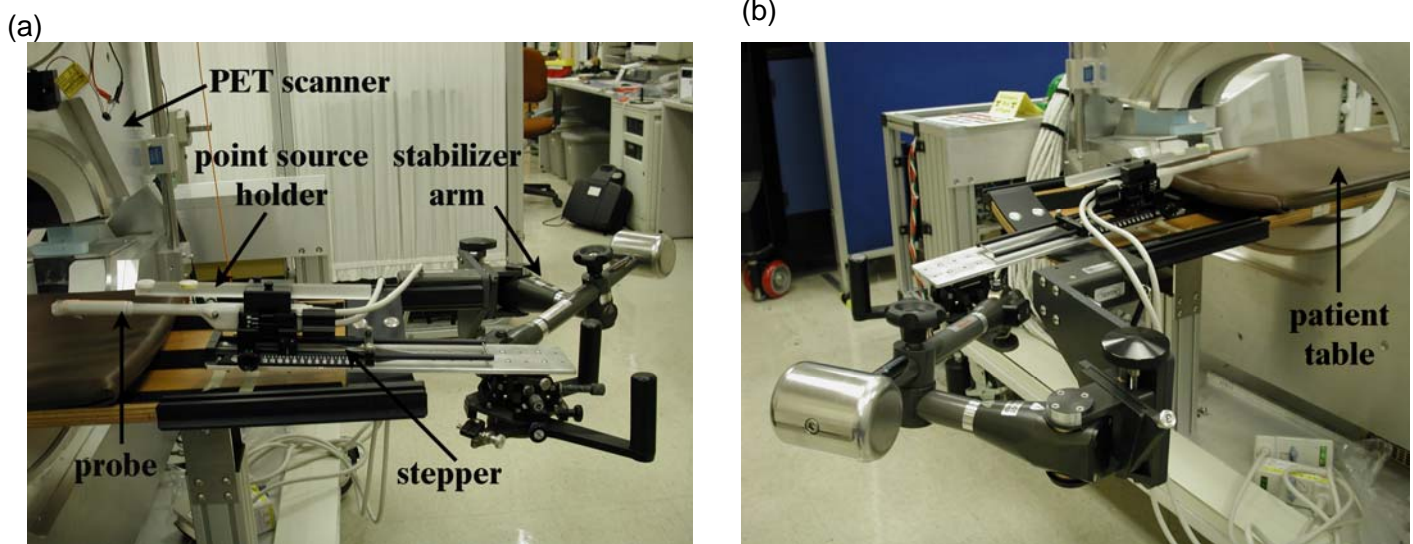 (a)
(b)
PET scanner
point source
holder
stabilizer
arm
probe
stepper
patient
table